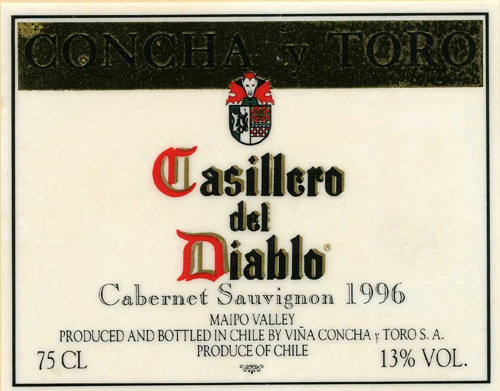 CONCHA y TORO
Casillero
del
Diablo®
Cabernet Sauvignon 1996
MAIPO VALLEY
PRODUCED AND BOTTLED IN CHILE BY VIÑA CONCHA y TORO S. A.
PRODUCE OF CHILE
75 CL 13% VOL.